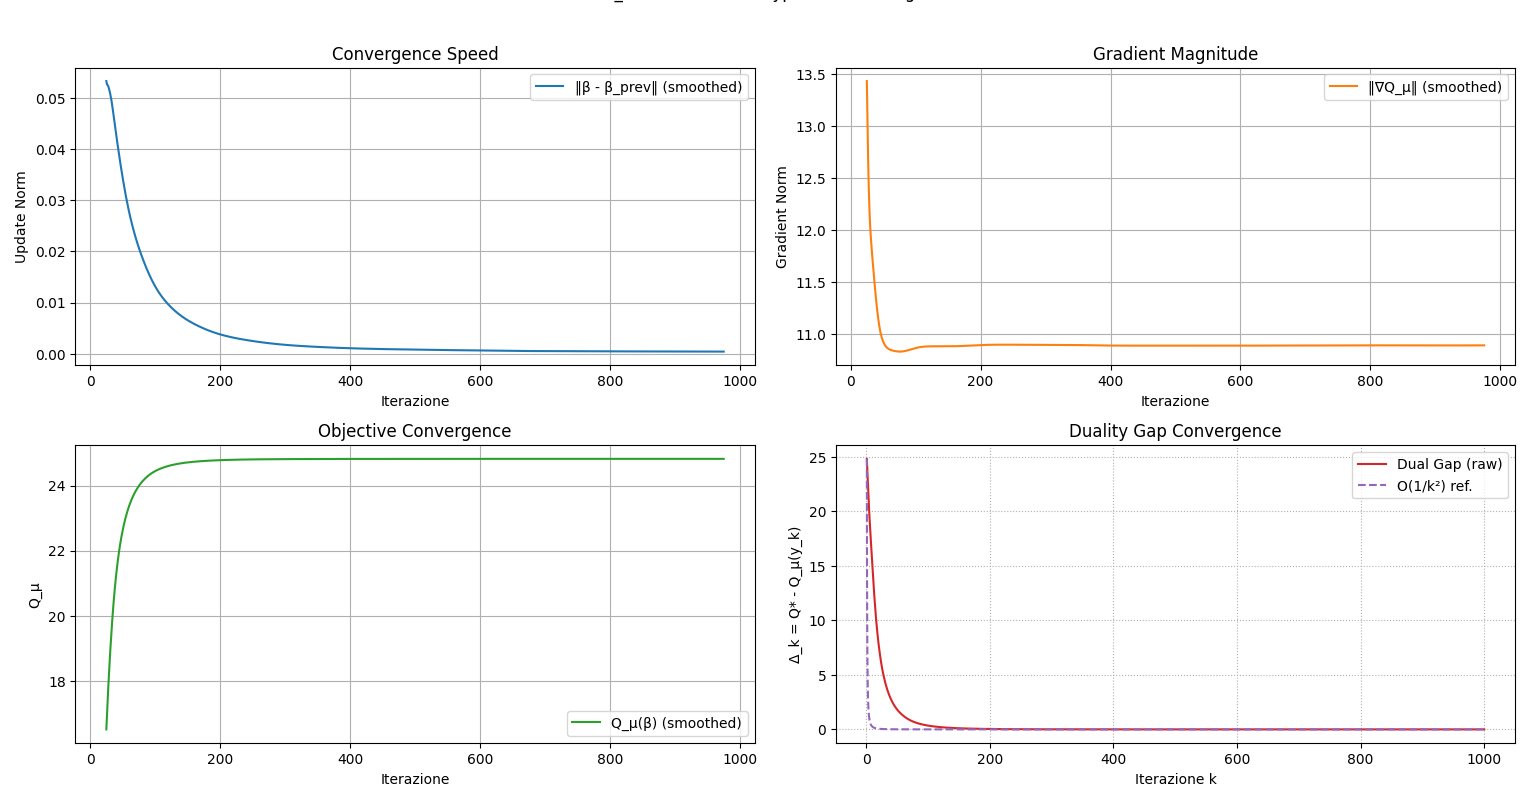 Convergence Speed
‖β - β_prev‖ (smoothed)
Update Norm
0.05
0.04
0.03
0.02
0.01
0.00
0 200 400 600 800 1000
Iterazione
Gradient Magnitude
‖∇Q_μ‖ (smoothed)
Gradient Norm
13.5
13.0
12.5
12.0
11.5
11.0
0 200 400 600 800 1000
Iterazione
Objective Convergence
Q_μ
24
22
20
18
Q_μ(β) (smoothed)
0 200 400 600 800 1000
Iterazione
Duality Gap Convergence
Dual Gap (raw)
O(1/k²) ref.
Δ_k = Q* - Q_μ(y_k)
25
20
15
10
5
0
0 200 400 600 800 1000
Iterazione k